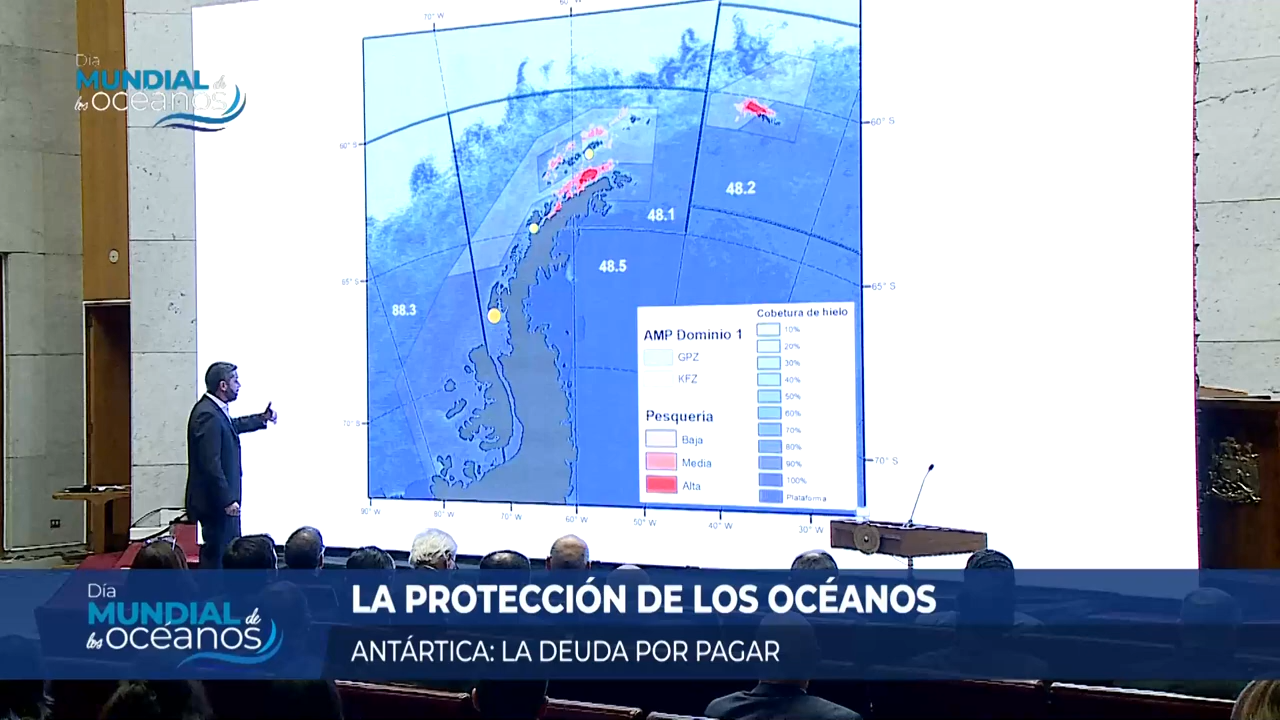 Día
MUNDIAL de
los océanos
70° W
60° W
60° S
60° S
48.2
48.1
48.5
65° S
65° S
88.3
AMP Dominio 1
GPZ
KFZ
Pesqueria
Baja
Media
Alta
Cobetura de hielo
10%
20%
30%
40%
50%
60%
70%
80%
90%
100%
Plataforma
70° S
90° W
80° W
70° W
60° W
50° W
40° W
30° W
Día
MUNDIAL de
los océanos
LA PROTECCIÓN DE LOS OCÉANOS
ANTÁRTICA: LA DEUDA POR PAGAR